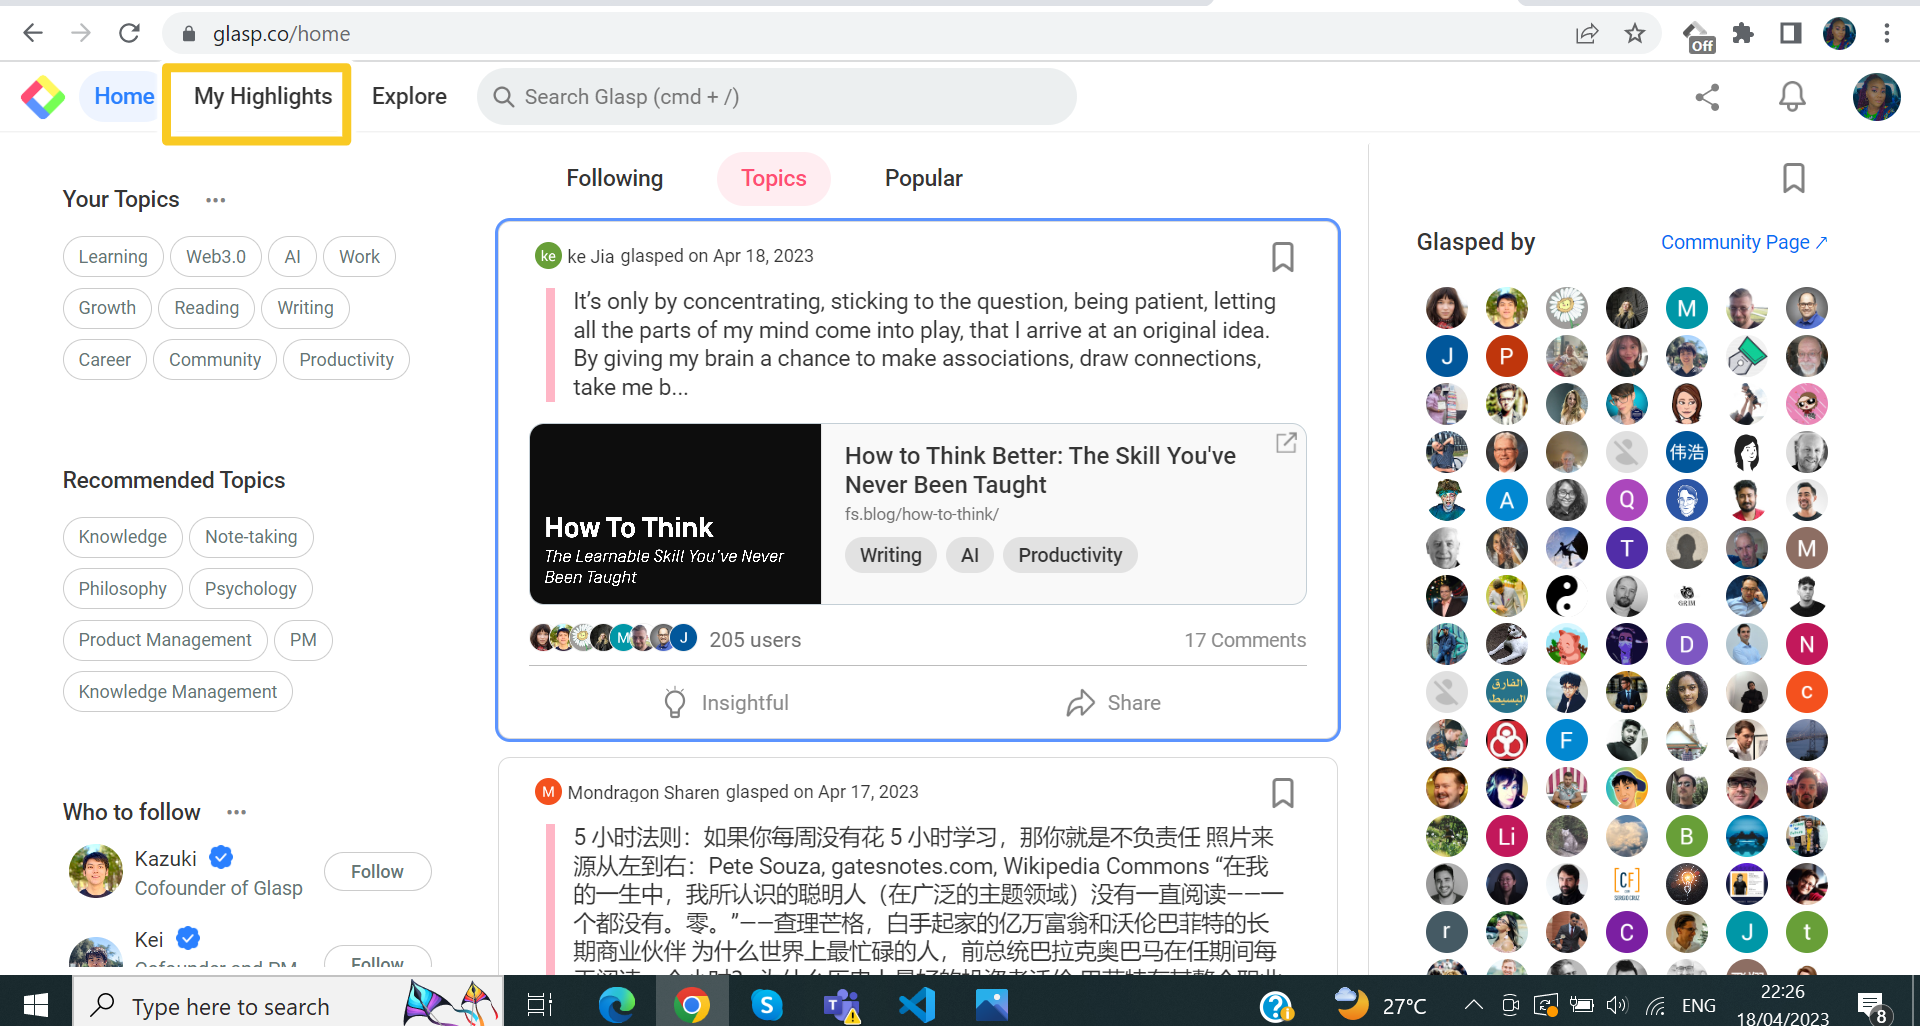 glasp.co/home
Off
Home
My Highlights
Explore
Search Glasp (cmd + /)
Your Topics ...
Learning
Web3.0
AI
Work
Growth
Reading
Writing
Career
Community
Productivity
Recommended Topics
Knowledge
Note-taking
Philosophy
Psychology
Product Management
PM
Knowledge Management
Who to follow ...
Kazuki
Cofounder of Glasp
Follow
Kei
Cofounder and PM
Follow
Following
Topics
Popular
ke
ke Jia glasped on Apr 18, 2023
It’s only by concentrating, sticking to the question, being patient, letting
all the parts of my mind come into play, that I arrive at an original idea.
By giving my brain a chance to make associations, draw connections,
take me b...
How To Think
The Learnable Skill You've Never
Been Taught
How to Think Better: The Skill You've
Never Been Taught
fs.blog/how-to-think/
Writing
AI
Productivity
M
J
205 users
17 Comments
Insightful
Share
M
Mondragon Sharen glasped on Apr 17, 2023
5 小时法则：如果你每周没有花 5 小时学习，那你就是不负责任 照片来
源从左到右：Pete Souza, gatesnotes.com, Wikipedia Commons “在我
的一生中，我所认识的聪明人（在广泛的主题领域）没有一直阅读——一
个都没有。零。”——查理芒格，白手起家的亿万富翁和沃伦巴菲特的长
期商业伙伴 为什么世界上最忙碌的人，前总统巴拉克奥巴马在任期间每
Glasped by
Community Page ↗
M
J
P
伟浩
A
Q
T
M
GRIM
D
N
الفارق
البسيط
c
F
Li
B
[CF]
r
C
J
t
Type here to search
27°C
ENG
22:26
18/04/2023
8